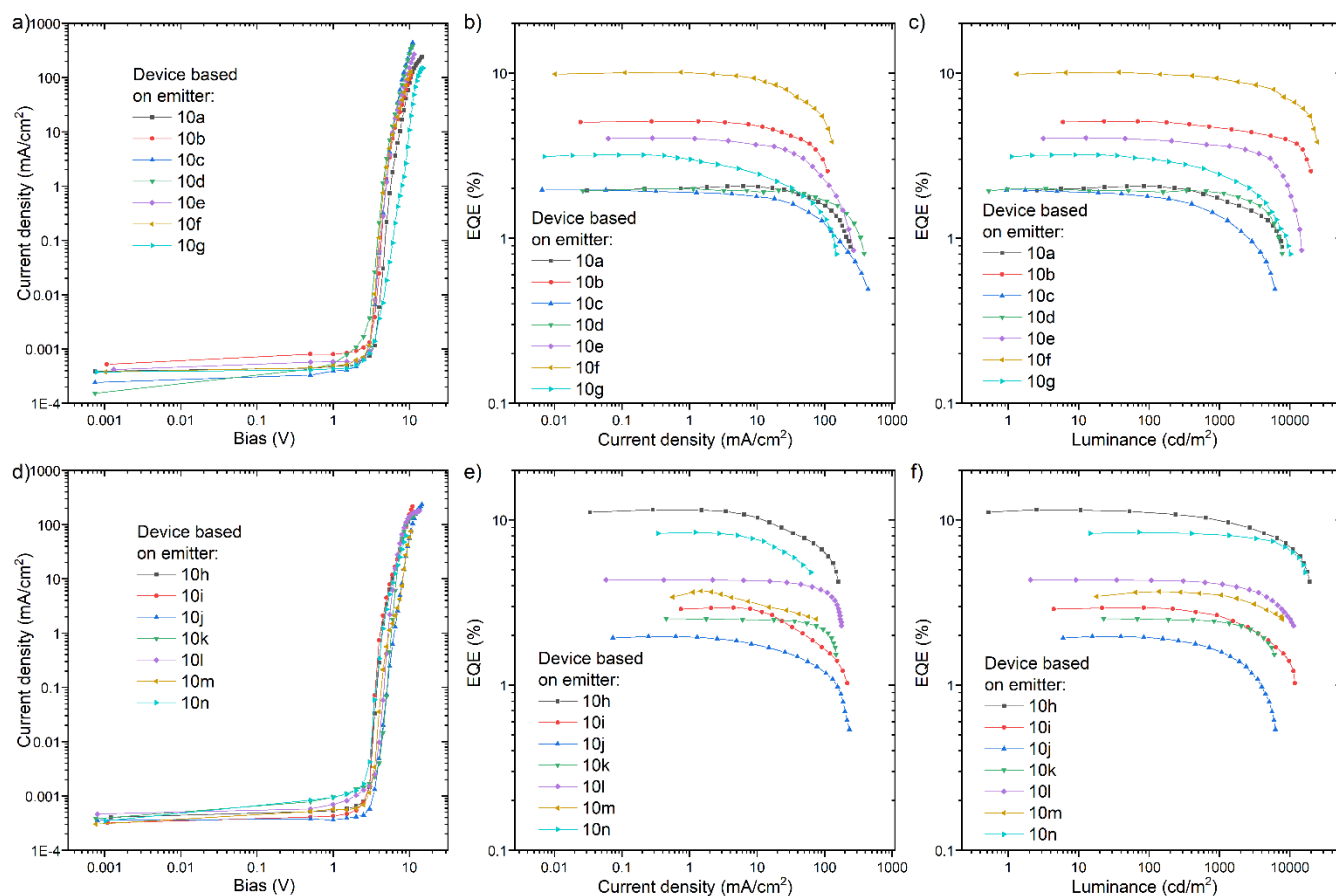 a)
Current density (mA/cm²)
1000
100
10
1
0.1
0.01
0.001
1E-4
Device based
on emitter:
10a
10b
10c
10d
10e
10f
10g
0.001
0.01
0.1
1
10
Bias (V)
b)
EQE (%)
10
1
0.1
Device based
on emitter:
10a
10b
10c
10d
10e
10f
10g
0.01
0.1
1
10
100
1000
Current density (mA/cm²)
c)
EQE (%)
10
1
0.1
Device based
on emitter:
10a
10b
10c
10d
10e
10f
10g
1
10
100
1000
10000
Luminance (cd/m²)
d)
Current density (mA/cm²)
1000
100
10
1
0.1
0.01
0.001
1E-4
Device based
on emitter:
10h
10i
10j
10k
10l
10m
10n
0.001
0.01
0.1
1
10
Bias (V)
e)
EQE (%)
10
1
0.1
Device based
on emitter:
10h
10i
10j
10k
10l
10m
10n
0.01
0.1
1
10
100
1000
Current density (mA/cm²)
f)
EQE (%)
10
1
0.1
Device based
on emitter:
10h
10i
10j
10k
10l
10m
10n
1
10
100
1000
10000
Luminance (cd/m²)